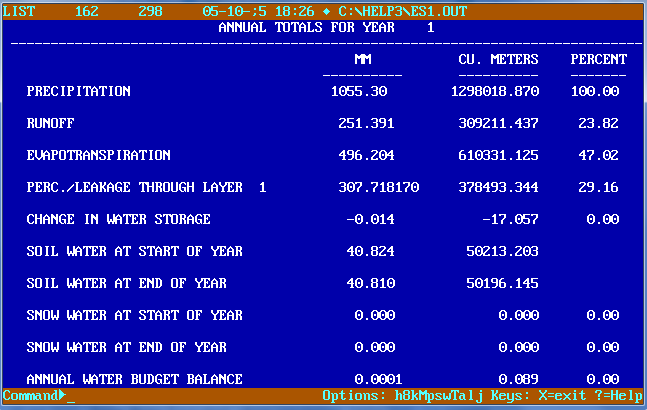 LIST 162 298 05-10-:5 18:26 ♦ C:\HELP3\ES1.OUT
ANNUAL TOTALS FOR YEAR 1
MM CU. METERS PERCENT
PRECIPITATION 1055.30 1298018.870 100.00
RUNOFF 251.391 309211.437 23.82
EVAPOTRANSPIRATION 496.204 610331.125 47.02
PERC./LEAKAGE THROUGH LAYER 1 307.718170 378493.344 29.16
CHANGE IN WATER STORAGE -0.014 -17.057 0.00
SOIL WATER AT START OF YEAR 40.824 50213.203
SOIL WATER AT END OF YEAR 40.810 50196.145
SNOW WATER AT START OF YEAR 0.000 0.000 0.00
SNOW WATER AT END OF YEAR 0.000 0.000 0.00
ANNUAL WATER BUDGET BALANCE 0.0001 0.089 0.00
Command►_ Options: h8kMpswTalj Keys: X=exit ?=Help